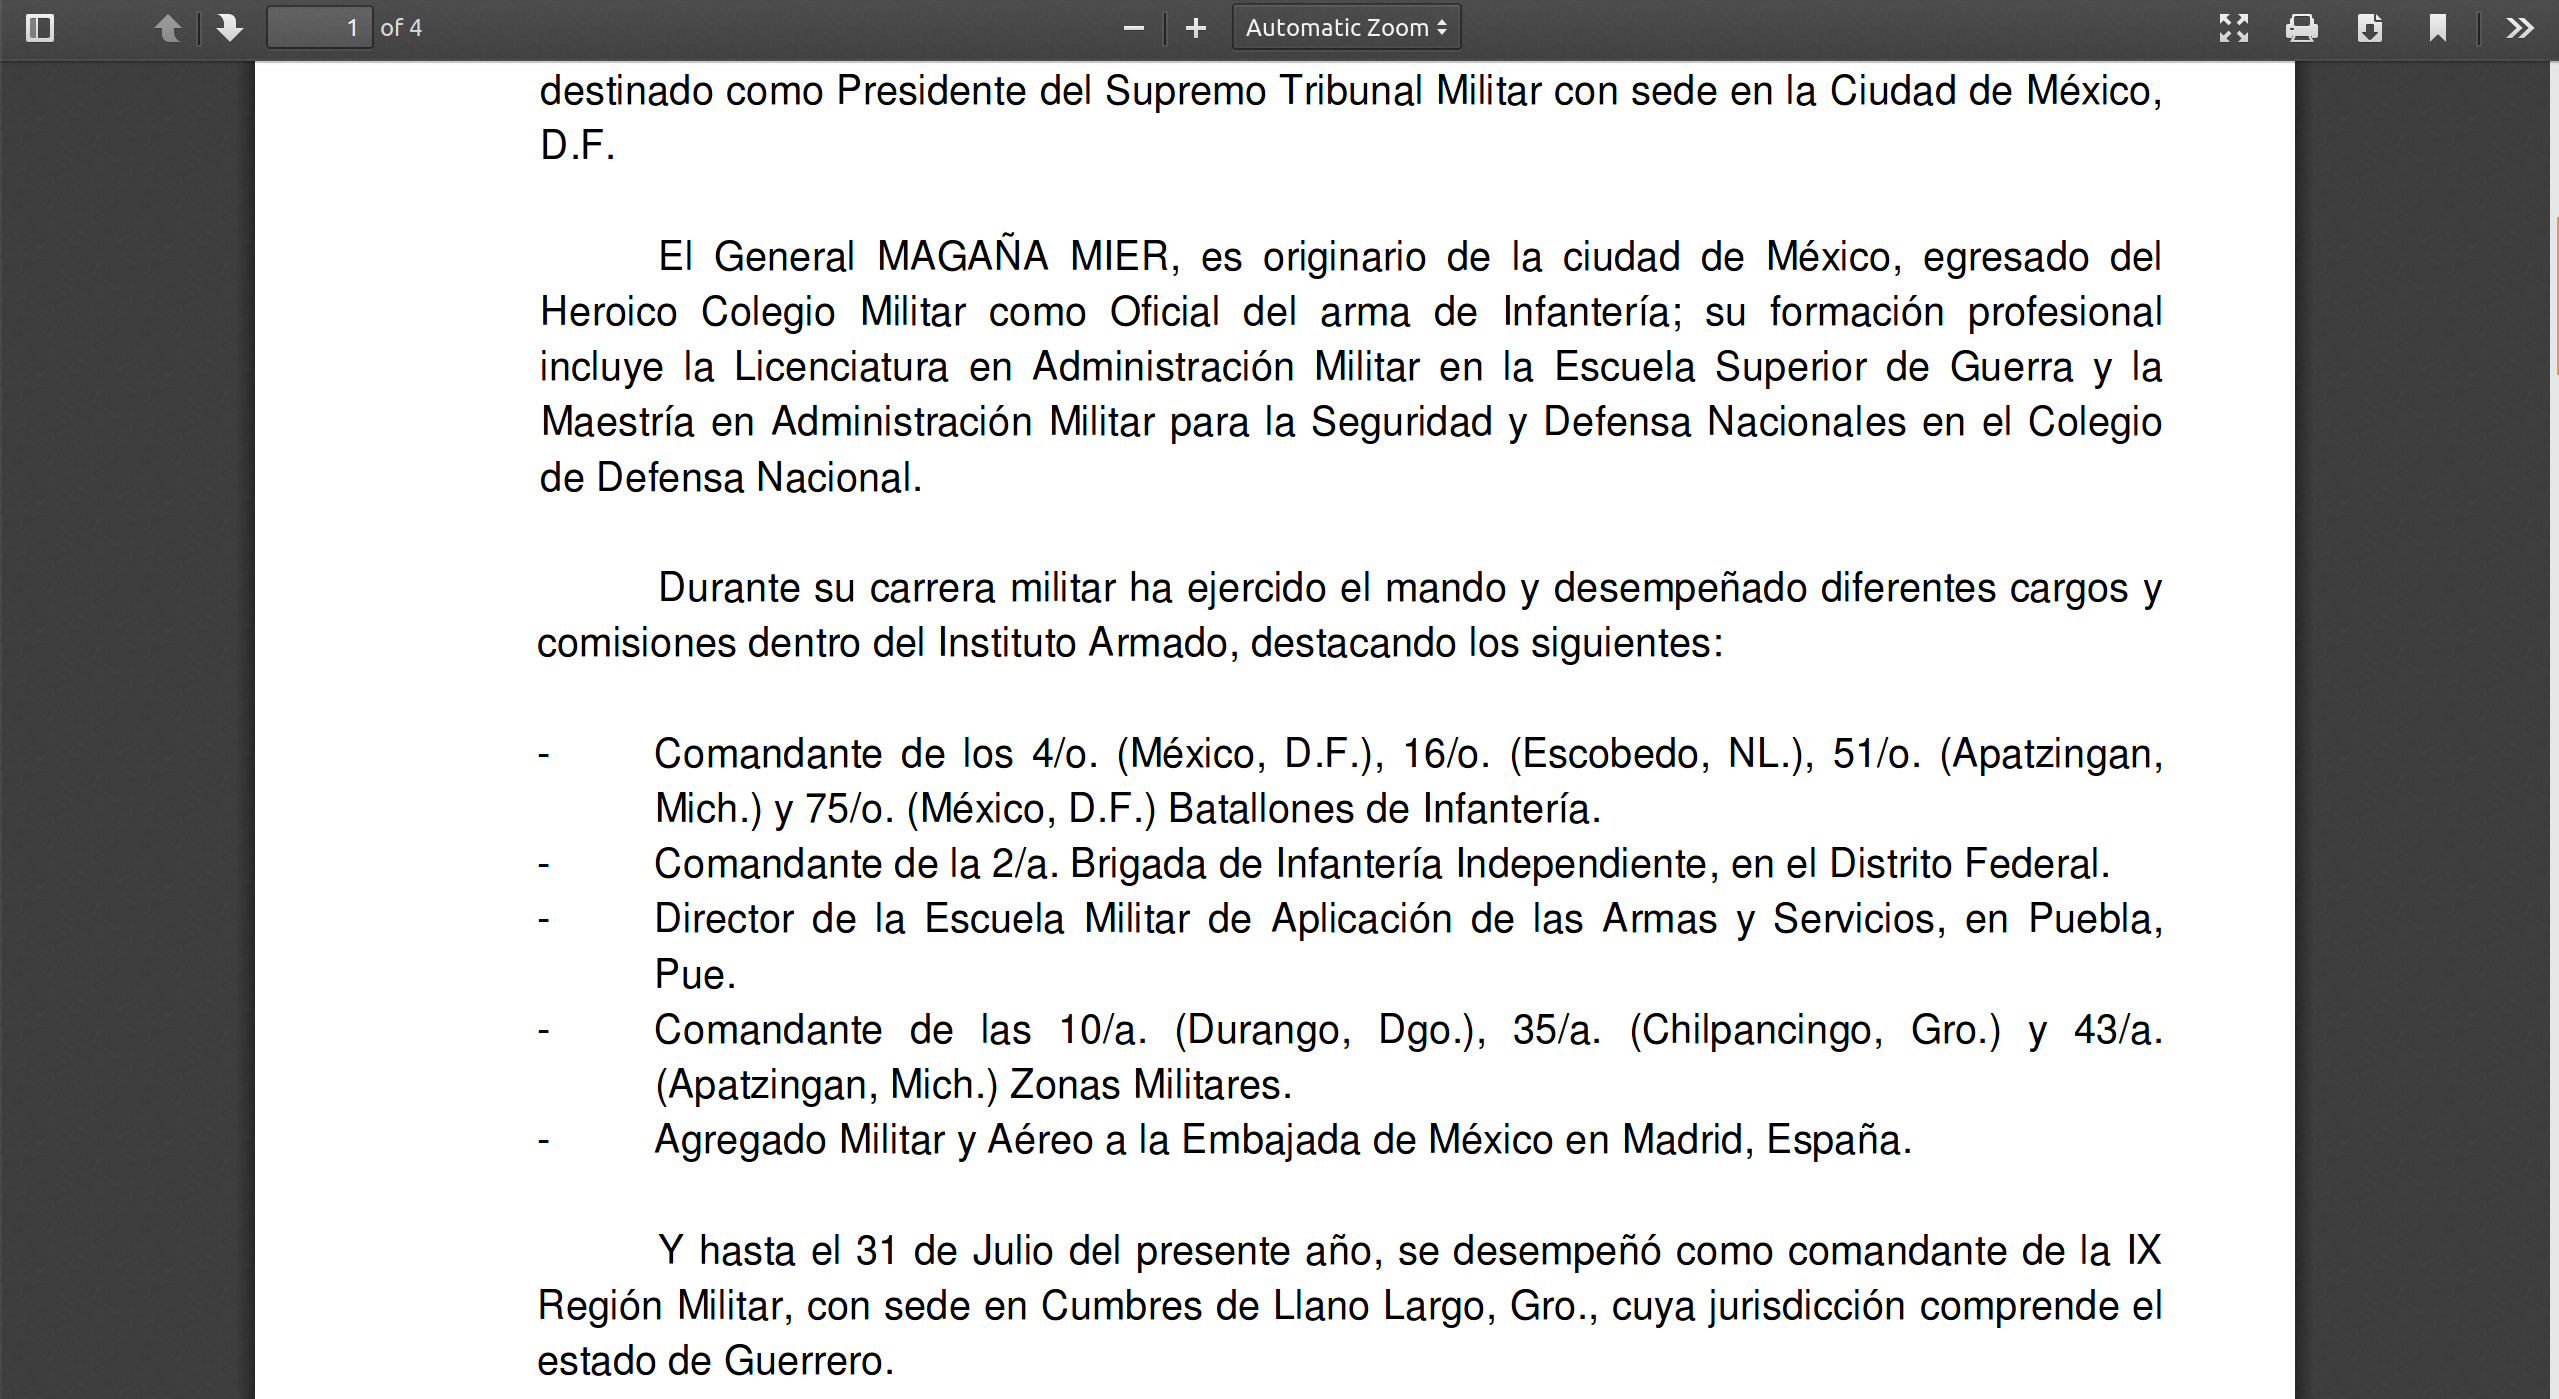 1 of 4 Automatic Zoom
destinado como Presidente del Supremo Tribunal Militar con sede en la Ciudad de México,
D.F.
El General MAGAÑA MIER, es originario de la ciudad de México, egresado del
Heroico Colegio Militar como Oficial del arma de Infantería; su formación profesional
incluye la Licenciatura en Administración Militar en la Escuela Superior de Guerra y la
Maestría en Administración Militar para la Seguridad y Defensa Nacionales en el Colegio
de Defensa Nacional.
Durante su carrera militar ha ejercido el mando y desempeñado diferentes cargos y
comisiones dentro del Instituto Armado, destacando los siguientes:
- Comandante de los 4/o. (México, D.F.), 16/o. (Escobedo, NL.), 51/o. (Apatzingan,
Mich.) y 75/o. (México, D.F.) Batallones de Infantería.
- Comandante de la 2/a. Brigada de Infantería Independiente, en el Distrito Federal.
- Director de la Escuela Militar de Aplicación de las Armas y Servicios, en Puebla,
Pue.
- Comandante de las 10/a. (Durango, Dgo.), 35/a. (Chilpancingo, Gro.) y 43/a.
(Apatzingan, Mich.) Zonas Militares.
- Agregado Militar y Aéreo a la Embajada de México en Madrid, España.
Y hasta el 31 de Julio del presente año, se desempeñó como comandante de la IX
Región Militar, con sede en Cumbres de Llano Largo, Gro., cuya jurisdicción comprende el
estado de Guerrero.